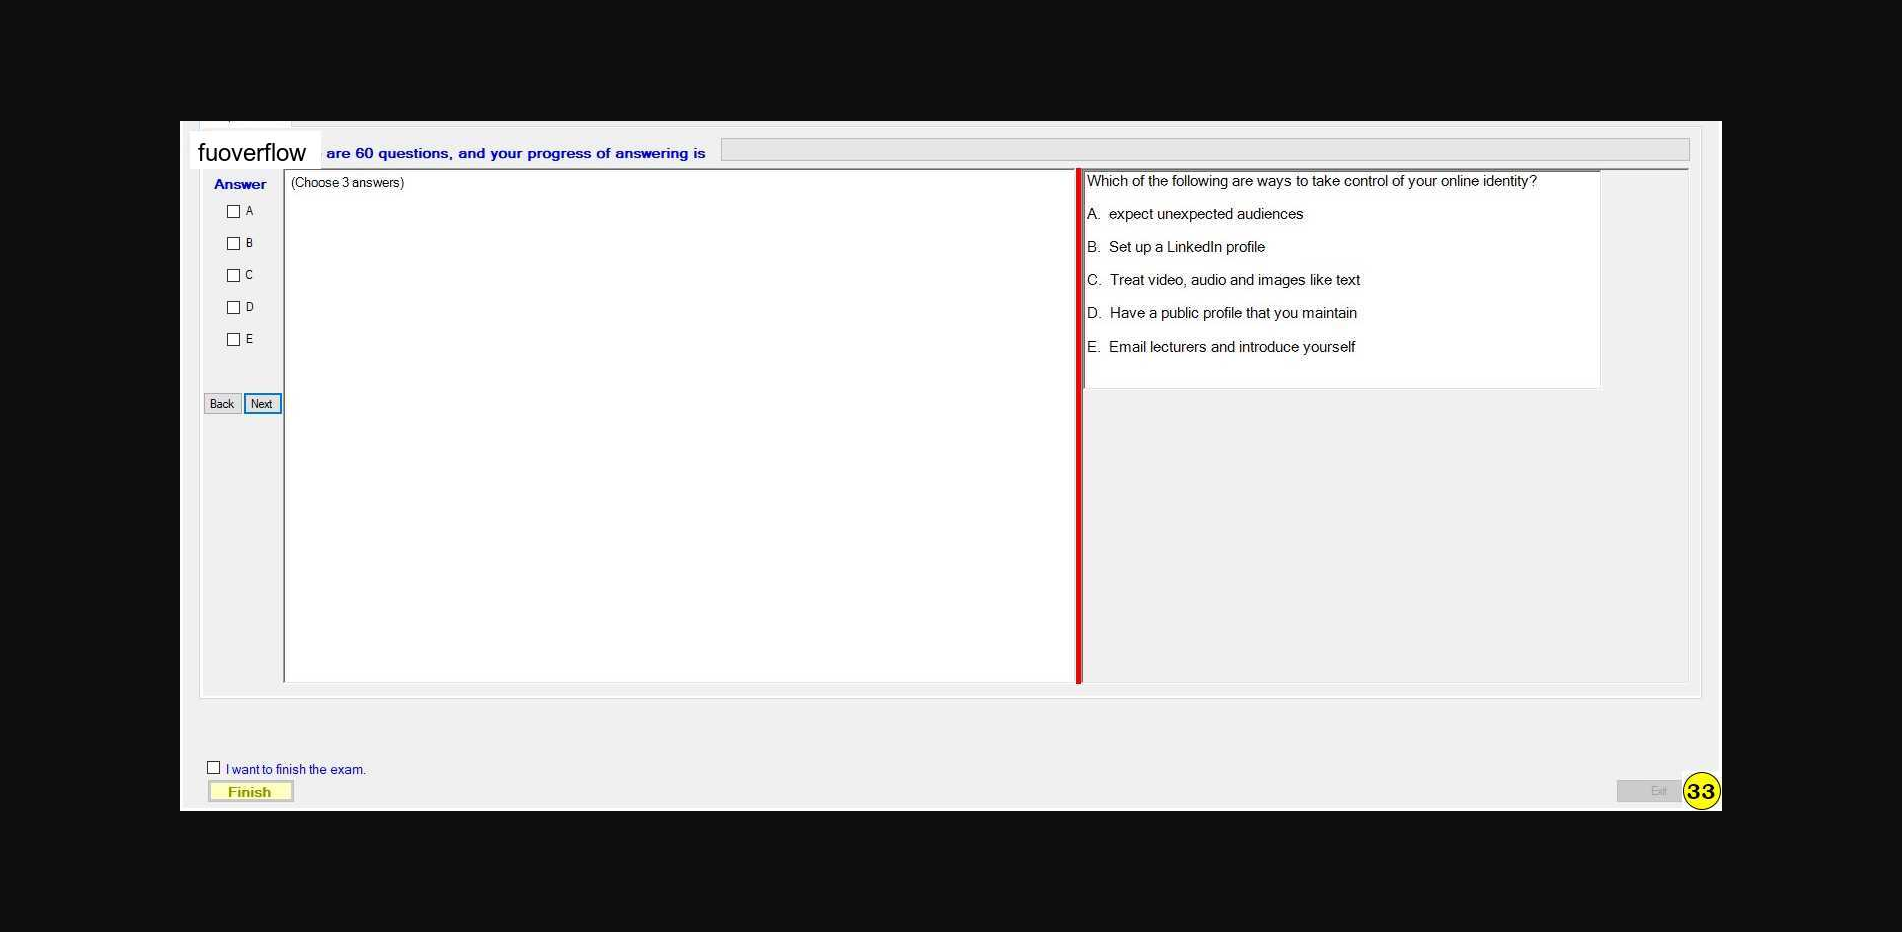 fuoverflow are 60 questions, and your progress of answering is
Answer
A
B
C
D
E
Back Next
(Choose 3 answers)
Which of the following are ways to take control of your online identity?
A. expect unexpected audiences
B. Set up a LinkedIn profile
C. Treat video, audio and images like text
D. Have a public profile that you maintain
E. Email lecturers and introduce yourself
I want to finish the exam.
Finish
Exit
33